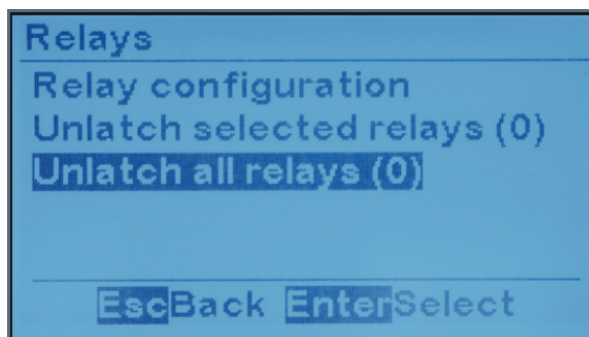 Relays
Relay configuration
Unlatch selected relays (0)
Unlatch all relays (0)
EscBack EnterSelect